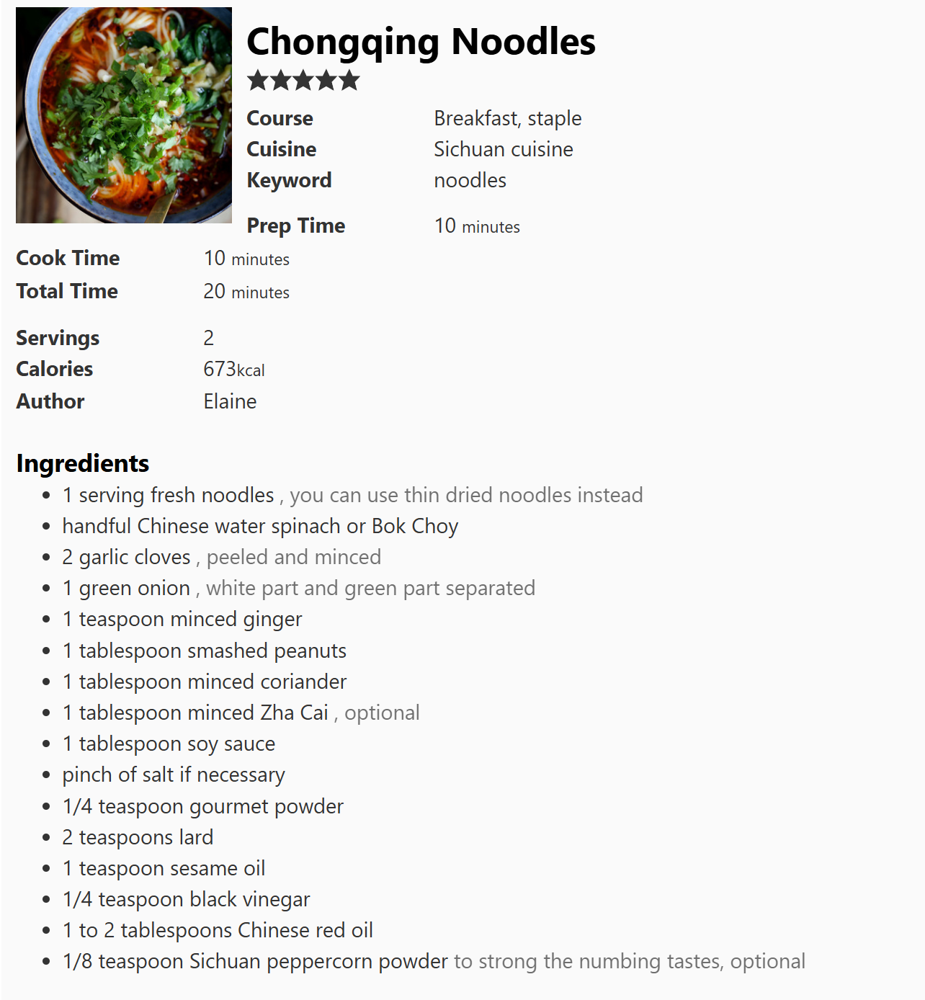 Chongqing Noodles
Course Breakfast, staple
Cuisine Sichuan cuisine
Keyword noodles
Prep Time 10 minutes
Cook Time 10 minutes
Total Time 20 minutes
Servings 2
Calories 673kcal
Author Elaine
Ingredients
• 1 serving fresh noodles , you can use thin dried noodles instead
• handful Chinese water spinach or Bok Choy
• 2 garlic cloves , peeled and minced
• 1 green onion , white part and green part separated
• 1 teaspoon minced ginger
• 1 tablespoon smashed peanuts
• 1 tablespoon minced coriander
• 1 tablespoon minced Zha Cai , optional
• 1 tablespoon soy sauce
• pinch of salt if necessary
• 1/4 teaspoon gourmet powder
• 2 teaspoons lard
• 1 teaspoon sesame oil
• 1/4 teaspoon black vinegar
• 1 to 2 tablespoons Chinese red oil
• 1/8 teaspoon Sichuan peppercorn powder to strong the numbing tastes, optional